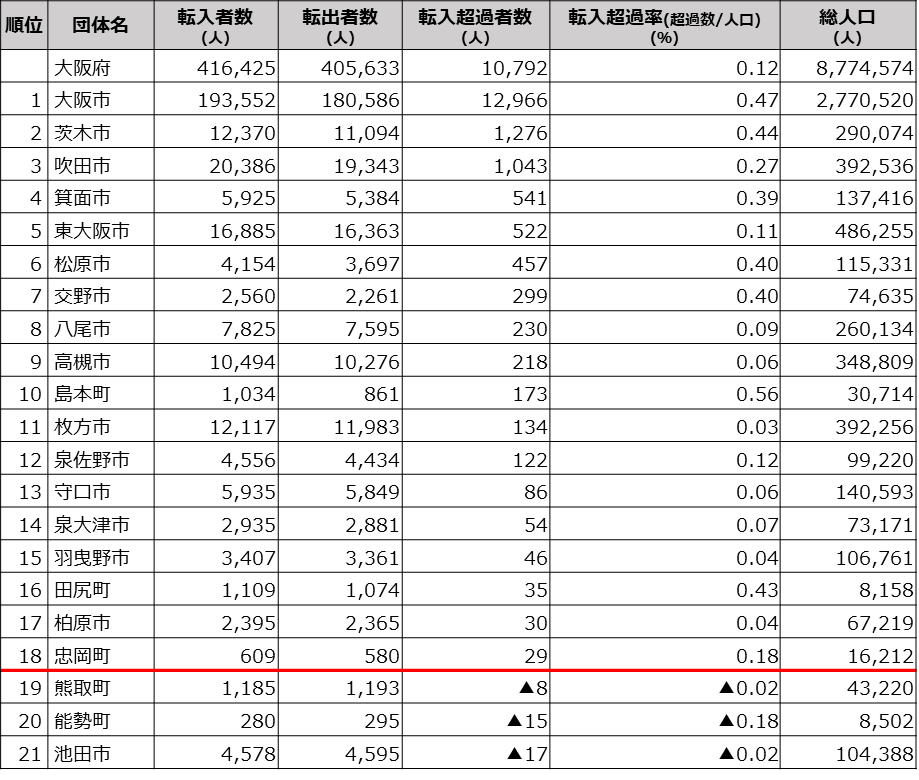 順位 団体名 転入者数 (人) 転出者数 (人) 転入超過者数 (人) 転入超過率(超過数/人口) (%) 総人口 (人)
大阪府 416,425 405,633 10,792 0.12 8,774,574
1 大阪市 193,552 180,586 12,966 0.47 2,770,520
2 茨木市 12,370 11,094 1,276 0.44 290,074
3 吹田市 20,386 19,343 1,043 0.27 392,536
4 箕面市 5,925 5,384 541 0.39 137,416
5 東大阪市 16,885 16,363 522 0.11 486,255
6 松原市 4,154 3,697 457 0.40 115,331
7 交野市 2,560 2,261 299 0.40 74,635
8 八尾市 7,825 7,595 230 0.09 260,134
9 高槻市 10,494 10,276 218 0.06 348,809
10 島本町 1,034 861 173 0.56 30,714
11 枚方市 12,117 11,983 134 0.03 392,256
12 泉佐野市 4,556 4,434 122 0.12 99,220
13 守口市 5,935 5,849 86 0.06 140,593
14 泉大津市 2,935 2,881 54 0.07 73,171
15 羽曳野市 3,407 3,361 46 0.04 106,761
16 田尻町 1,109 1,074 35 0.43 8,158
17 柏原市 2,395 2,365 30 0.04 67,219
18 忠岡町 609 580 29 0.18 16,212
19 熊取町 1,185 1,193 ▲8 ▲0.02 43,220
20 能勢町 280 295 ▲15 ▲0.18 8,502
21 池田市 4,578 4,595 ▲17 ▲0.02 104,388